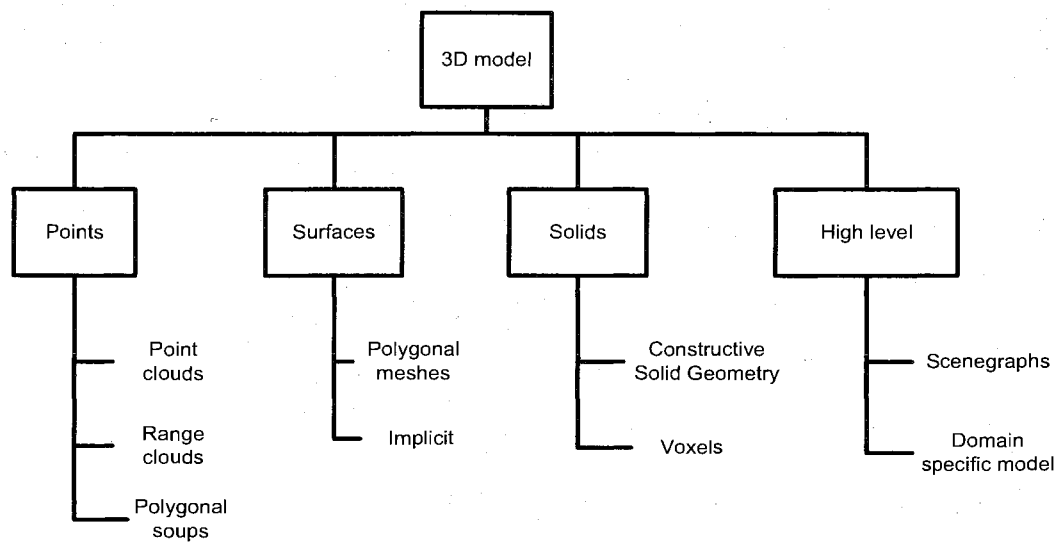 3D model
Points
Surfaces
Solids
High level
Point
clouds
Range
clouds
Polygonal
soups
Polygonal
meshes
Implicit
Constructive
Solid Geometry
Voxels
Scenegraphs
Domain
specific model